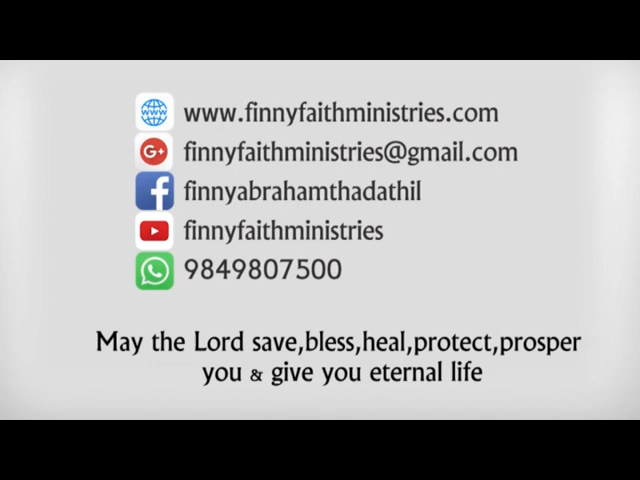 www.finnyfaithministries.com
finnyfaithministries@gmail.com
finnyabrahamthadathil
finnyfaithministries
9849807500
May the Lord save,bless,heal,protect,prosper
you & give you eternal life